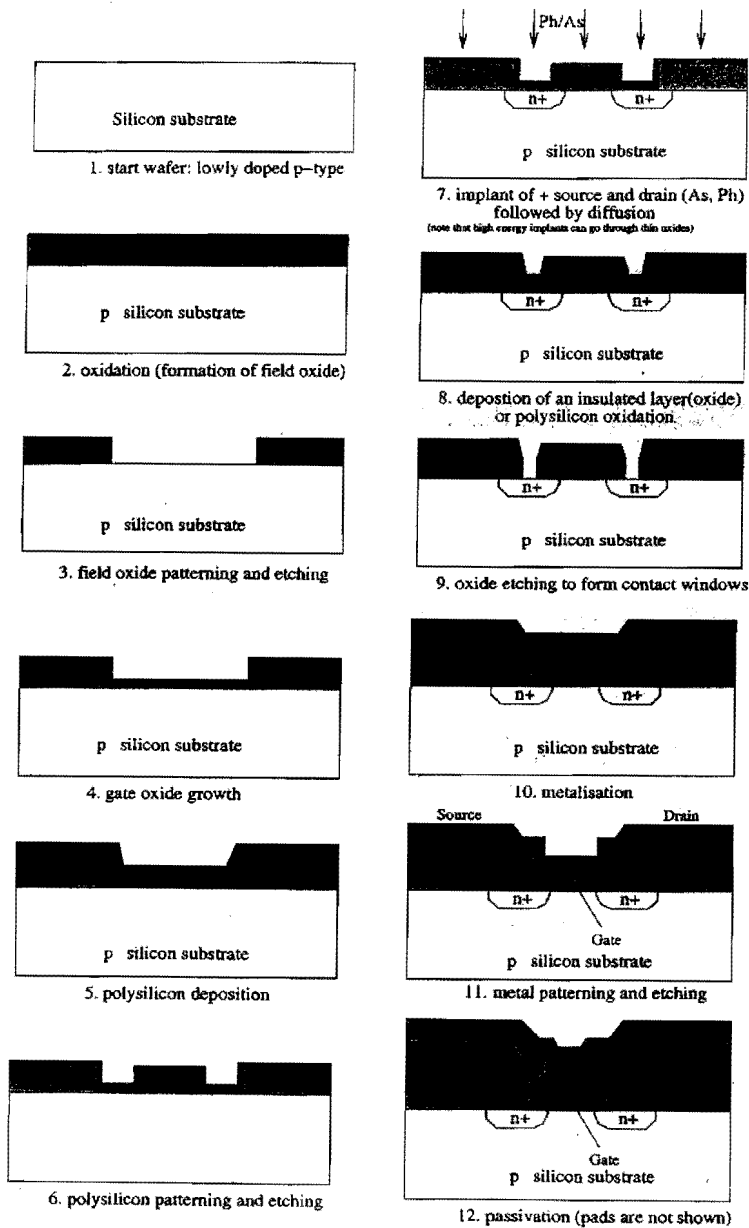 Silicon substrate
1. start wafer: lowly doped p-type
p silicon substrate
2. oxidation (formation of field oxide)
p silicon substrate
3. field oxide patterning and etching
p silicon substrate
4. gate oxide growth
p silicon substrate
5. polysilicon deposition
6. polysilicon patterning and etching
Ph/As
n+ n+
p silicon substrate
7. implant of + source and drain (As, Ph)
followed by diffusion
(note that high energy implants can go through thin oxides)
n+ n+
p silicon substrate
8. depostion of an insulated layer(oxide)
or polysilicon oxidation
n+ n+
p silicon substrate
9. oxide etching to form contact windows
n+ n+
p silicon substrate
10. metalisation
Source Drain
n+ n+
Gate
p silicon substrate
11. metal patterning and etching
n+ n+
Gate
p silicon substrate
12. passivation (pads are not shown)